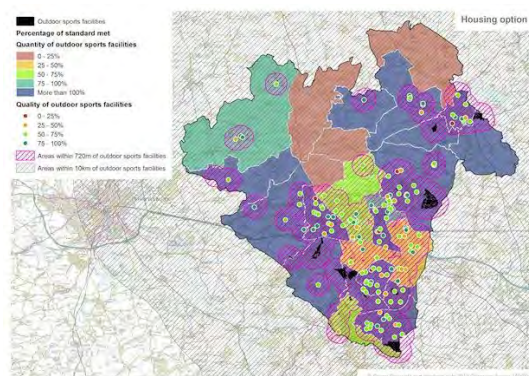 Outdoor sports facilities
Percentage of standard met
Quantity of outdoor sports facilities
0 - 25%
25 - 50%
50 - 75%
75 - 100%
More than 100%
Quality of outdoor sports facilities
0 - 25%
25 - 50%
50 - 75%
75 - 100%
Areas within 720m of outdoor sports facilities
Areas within 10km of outdoor sports facilities
Housing option